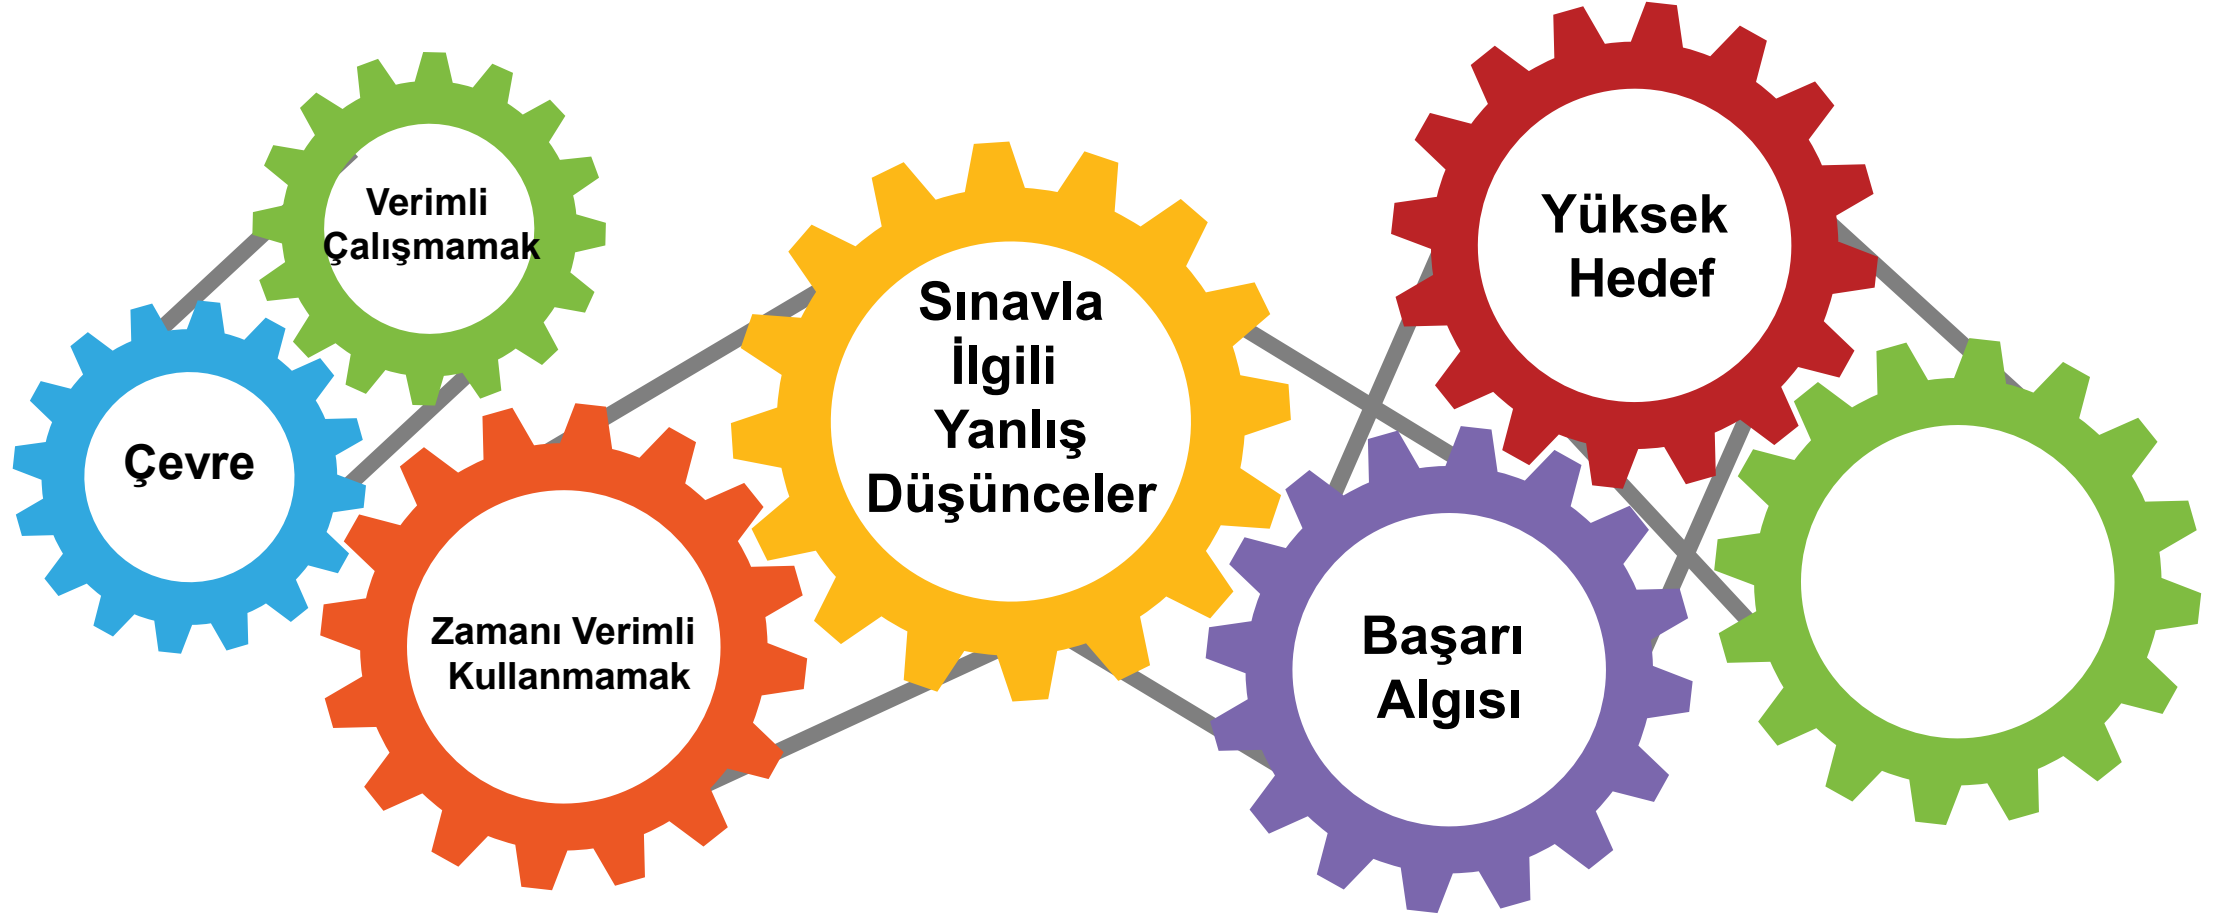 Verimli
Çalışmamak
Çevre
Zamanı Verimli
Kullanmamak
Sınavla
İlgili
Yanlış
Düşünceler
Yüksek
Hedef
Başarı
Algısı